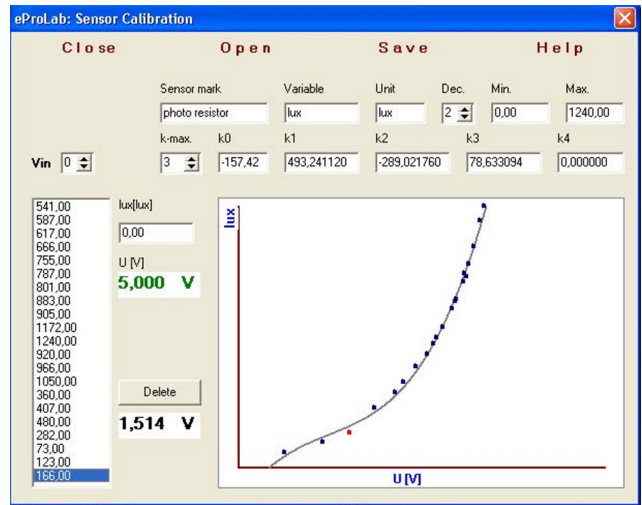 eProLab: Sensor Calibration
Close Open Save Help
Sensor mark Variable Unit Dec. Min. Max.
photo resistor lux lux 2 0,00 1240,00
k-max. k0 k1 k2 k3 k4
Vin 0 3 -157,42 493,241120 -289,021760 78,633094 0,000000
541,00
587,00
617,00
666,00
755,00
787,00
801,00
883,00
905,00
1172,00
1240,00
920,00
966,00
1050,00
360,00
407,00
480,00
282,00
73,00
123,00
166,00
lux[lux]
0,00
U [V]
5,000 V
Delete
1,514 V
lux
U [V]